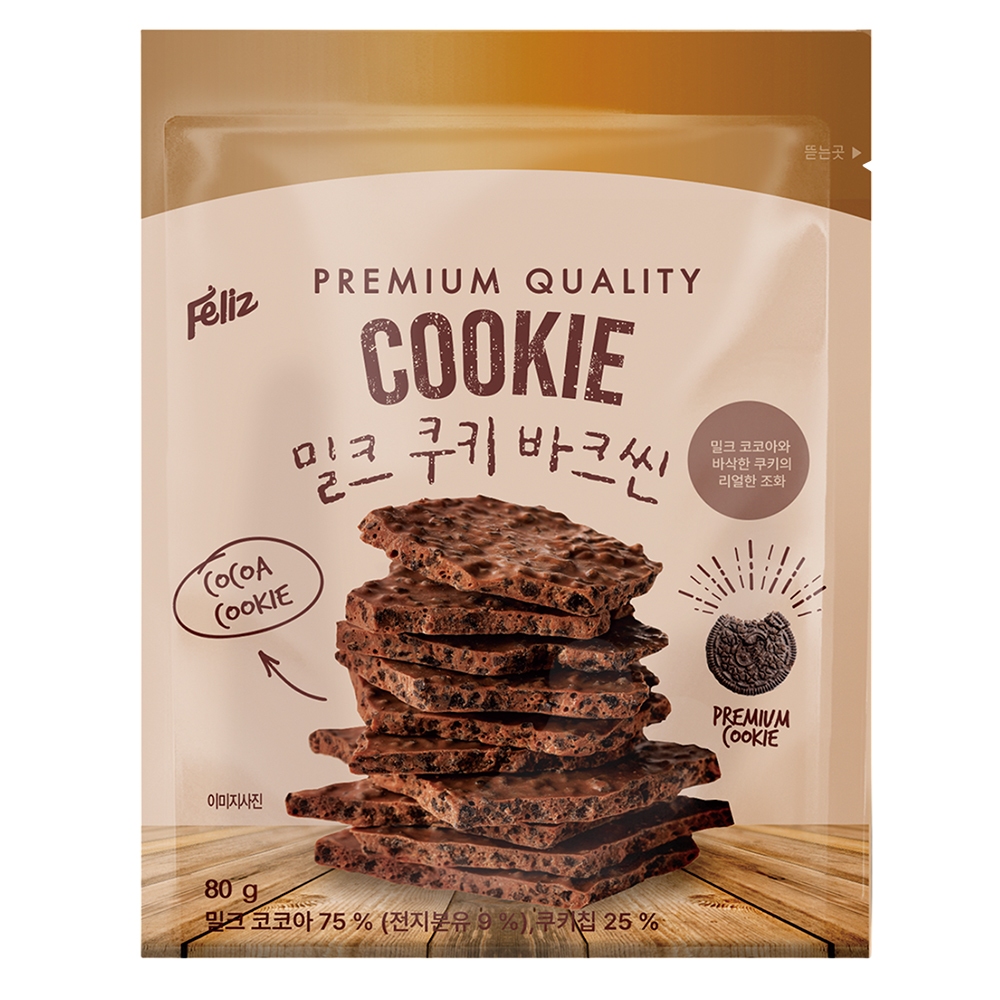 뜯는곳
PREMIUM QUALITY
Féliz
COOKIE
밀크 쿠키 바크씬
밀크 코코아와
바삭한 쿠키의
리얼한 조화
COCOA
COOKIE
PREMIUM
COOKIE
이미지사진
80 g
밀크 코코아 75 % (전지분유 9 %),쿠키칩 25 %